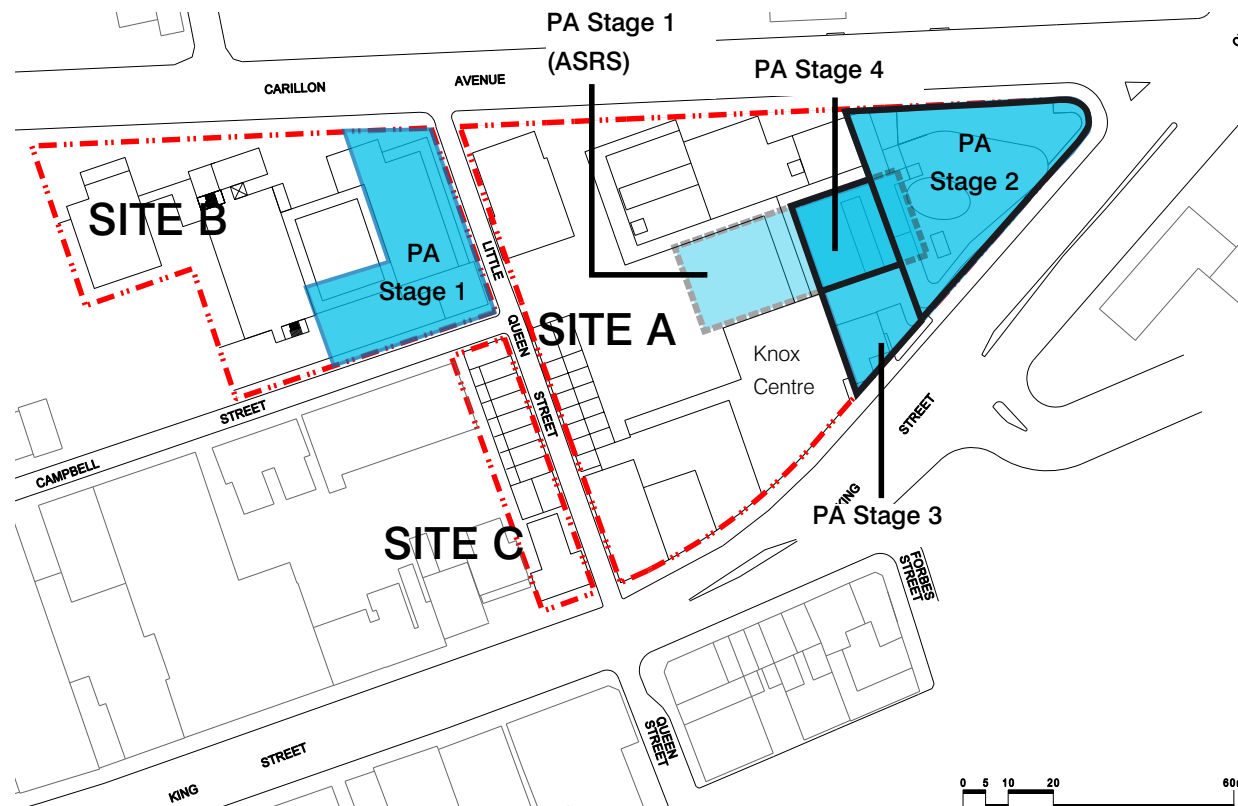 PA Stage 1
(ASRS)
PA Stage 4
CARILLON
AVENUE
PA
Stage 2
SITE B
PA
Stage 1
LITTLE
QUEEN
STREET
SITE A
Knox
Centre
CAMPBELL
STREET
KING
STREET
PA Stage 3
SITE C
FORBES
STREET
QUEEN
STREET
KING
STREET
0 5 10 20 60m